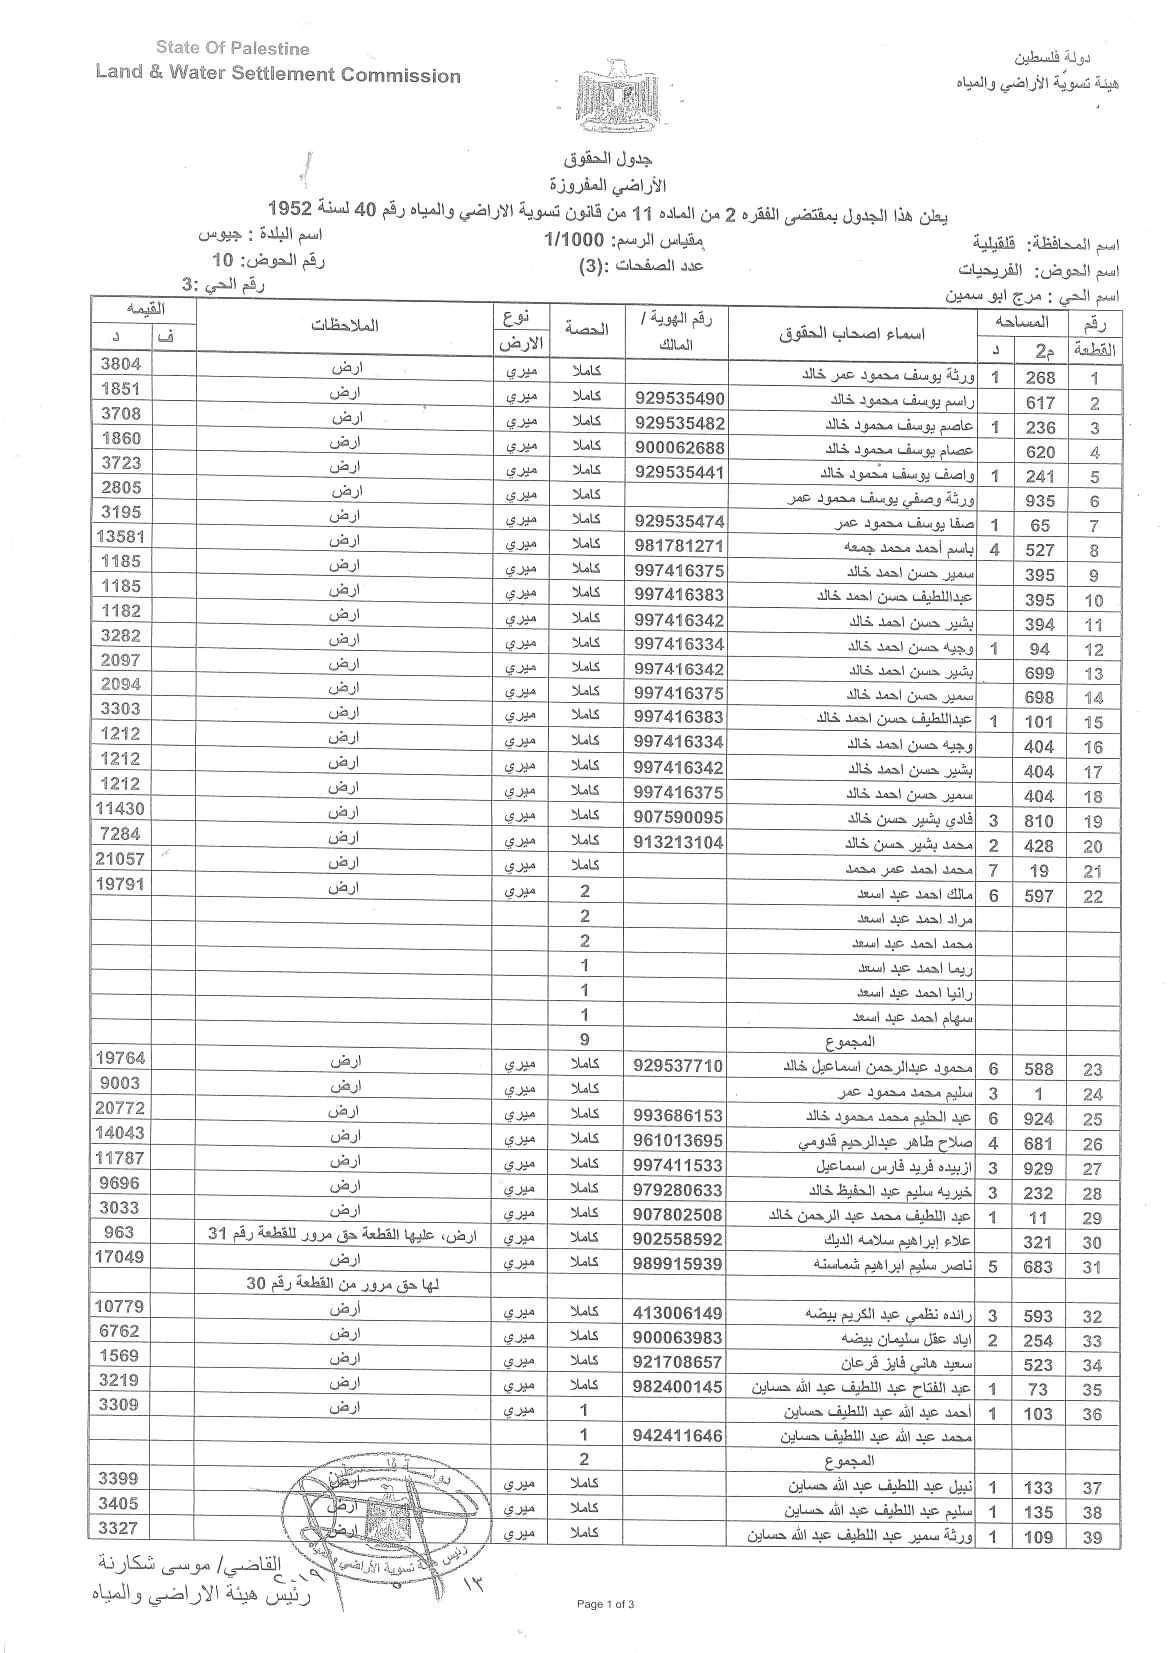 State Of Palestine
Land & Water Settlement Commission
دولة فلسطين
هيئة تسوية الأراضي والمياه
جدول الحقوق
الأراضي المفروزة
يعلن هذا الجدول بمقتضى الفقره 2 من الماده 11 من قانون تسوية الاراضي والمياه رقم 40 لسنة 1952
اسم المحافظة: قلقيلية مقياس الرسم: 1/1000 اسم البلدة : جيوس
اسم الحوض: الفريحيات عدد الصفحات :(3) رقم الحوض: 10
اسم الحي : مرج ابو سمين رقم الحي :3
رقم القطعة المساحه م2 د اسماء اصحاب الحقوق رقم الهوية / المالك الحصة نوع الارض الملاحظات القيمه ف د
1 268 1 ورثة يوسف محمود عمر خالد كاملا ميري ارض 3804
2 617 راسم يوسف محمود خالد 929535490 كاملا ميري ارض 1851
3 236 1 عاصم يوسف محمود خالد 929535482 كاملا ميري ارض 3708
4 620 عصام يوسف محمود خالد 900062688 كاملا ميري ارض 1860
5 241 1 واصف يوسف محمود خالد 929535441 كاملا ميري ارض 3723
6 935 ورثة وصفي يوسف محمود عمر كاملا ميري ارض 2805
7 65 1 صفا يوسف محمود عمر 929535474 كاملا ميري ارض 3195
8 527 4 باسم أحمد محمد جمعه 981781271 كاملا ميري ارض 13581
9 395 سمير حسن احمد خالد 997416375 كاملا ميري ارض 1185
10 395 عبداللطيف حسن احمد خالد 997416383 كاملا ميري ارض 1185
11 394 بشير حسن احمد خالد 997416342 كاملا ميري ارض 1182
12 94 1 وجيه حسن احمد خالد 997416334 كاملا ميري ارض 3282
13 699 بشير حسن احمد خالد 997416342 كاملا ميري ارض 2097
14 698 سمير حسن احمد خالد 997416375 كاملا ميري ارض 2094
15 101 1 عبداللطيف حسن احمد خالد 997416383 كاملا ميري ارض 3303
16 404 وجيه حسن احمد خالد 997416334 كاملا ميري ارض 1212
17 404 بشير حسن احمد خالد 997416342 كاملا ميري ارض 1212
18 404 سمير حسن احمد خالد 997416375 كاملا ميري ارض 1212
19 810 3 فادي بشير حسن خالد 907590095 كاملا ميري ارض 11430
20 428 2 محمد بشير حسن خالد 913213104 كاملا ميري ارض 7284
21 19 7 محمد احمد عمر محمد كاملا ميري ارض 21057
22 597 6 مالك احمد عبد اسعد 2 ميري ارض 19791
مراد احمد عبد اسعد 2
محمد احمد عبد اسعد 2
ريما احمد عبد اسعد 1
رانيا احمد عبد اسعد 1
سهام احمد عبد اسعد 1
المجموع 9
23 588 6 محمود عبدالرحمن اسماعيل خالد 929537710 كاملا ميري ارض 19764
24 1 3 سليم محمد محمود عمر كاملا ميري ارض 9003
25 924 6 عبد الحليم محمد محمود خالد 993686153 كاملا ميري ارض 20772
26 681 4 صلاح طاهر عبدالرحيم قدومي 961013695 كاملا ميري ارض 14043
27 929 3 ازبيده فريد فارس اسماعيل 997411533 كاملا ميري ارض 11787
28 232 3 خيريه سليم عبد الحفيظ خالد 979280633 كاملا ميري ارض 9696
29 11 1 عبد اللطيف محمد عبد الرحمن خالد 907802508 كاملا ميري ارض 3033
30 321 علاء إبراهيم سلامه الديك 902558592 كاملا ميري ارض، عليها القطعة حق مرور للقطعة رقم 31 963
31 683 5 ناصر سليم ابراهيم شماسنه 989915939 كاملا ميري ارض 17049
لها حق مرور من القطعة رقم 30
32 593 3 رانده نظمي عبد الكريم بيضه 413006149 كاملا ميري ارض 10779
33 254 2 اياد عقل سليمان بيضه 900063983 كاملا ميري ارض 6762
34 523 سعيد هاني فايز قرعان 921708657 كاملا ميري ارض 1569
35 73 1 عبد الفتاح عبد اللطيف عبد الله حساين 982400145 كاملا ميري ارض 3219
36 103 1 أحمد عبد الله عبد اللطيف حساين 1 ميري ارض 3309
محمد عبد الله عبد اللطيف حساين 942411646 1
المجموع 2
37 133 1 نبيل عبد اللطيف عبد الله حساين كاملا ميري ارض 3399
38 135 1 سليم عبد اللطيف عبد الله حساين كاملا ميري ارض 3405
39 109 1 ورثة سمير عبد اللطيف عبد الله حساين كاملا ميري ارض 3327
القاضي/ موسى شكارنة
رئيس هيئة الاراضي والمياه
Page 1 of 3